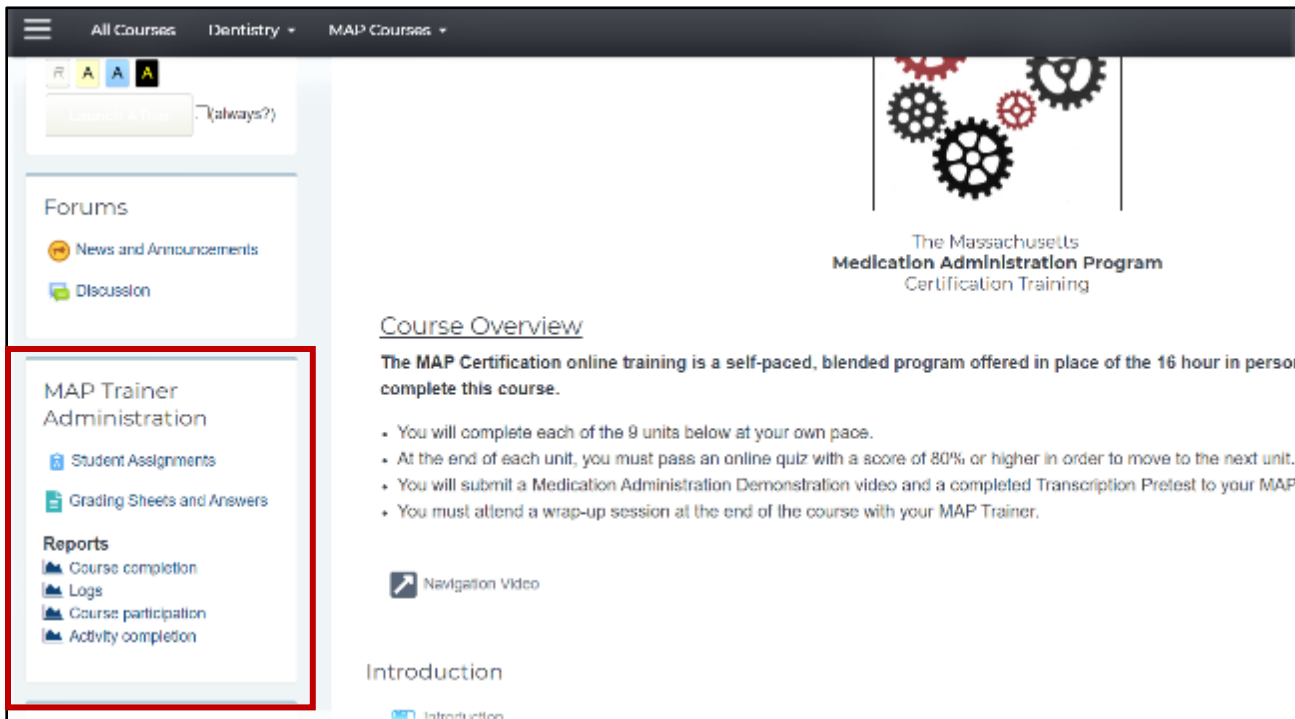 All Courses Dentistry MAP Courses
R A A A
(always?)
Forums
News and Announcements
Discussion
MAP Trainer
Administration
Student Assignments
Grading Sheets and Answers
Reports
Course completion
Logs
Course participation
Activity completion
The Massachusetts
Medication Administration Program
Certification Training
Course Overview
The MAP Certification online training is a self-paced, blended program offered in place of the 16 hour in perso
complete this course.
• You will complete each of the 9 units below at your own pace.
• At the end of each unit, you must pass an online quiz with a score of 80% or higher in order to move to the next unit.
• You will submit a Medication Administration Demonstration video and a completed Transcription Pretest to your MAP
• You must attend a wrap-up session at the end of the course with your MAP Trainer.
Navigation Video
Introduction
Introduction